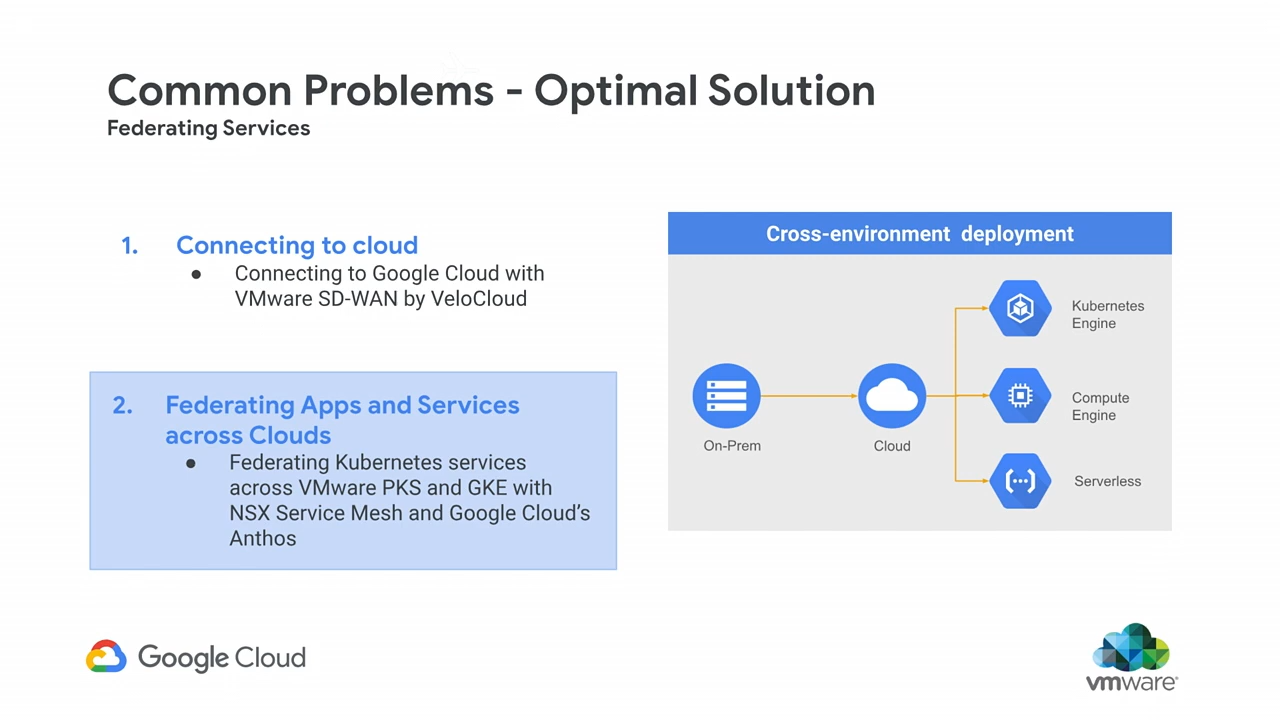 Common Problems - Optimal Solution
Federating Services
1. Connecting to cloud
● Connecting to Google Cloud with
VMware SD-WAN by VeloCloud
2. Federating Apps and Services
across Clouds
● Federating Kubernetes services
across VMware PKS and GKE with
NSX Service Mesh and Google Cloud’s
Anthos
Cross-environment deployment
On-Prem
Cloud
Kubernetes
Engine
Compute
Engine
Serverless
Google Cloud
vmware®